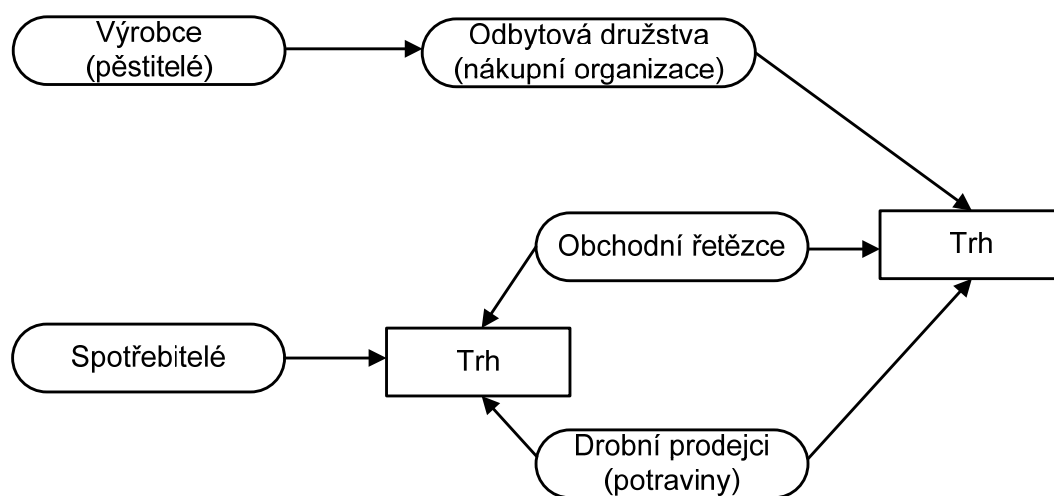 Výrobce
(pěstitelé)
Odbytová družstva
(nákupní organizace)
Obchodní řetězce
Trh
Spotřebitelé
Trh
Drobní prodejci
(potraviny)